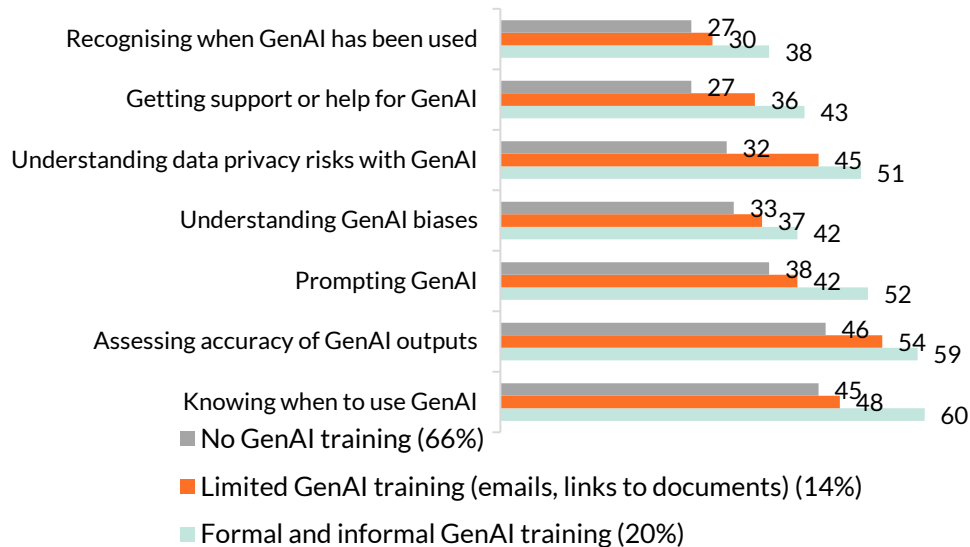 Recognising when GenAI has been used
27
30
38
Getting support or help for GenAI
27
36
43
Understanding data privacy risks with GenAI
32
45
51
Understanding GenAI biases
33
37
42
Prompting GenAI
38
42
52
Assessing accuracy of GenAI outputs
46
54
59
Knowing when to use GenAI
45
48
60
No GenAI training (66%)
Limited GenAI training (emails, links to documents) (14%)
Formal and informal GenAI training (20%)